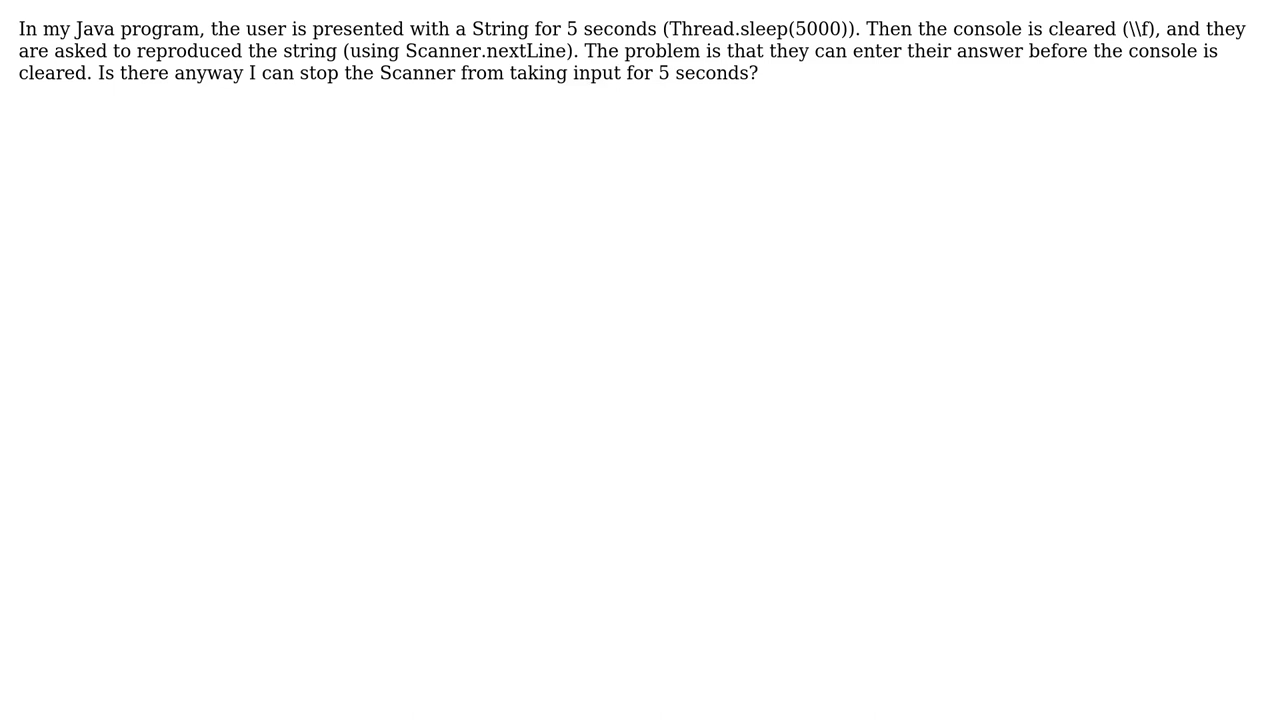 In my Java program, the user is presented with a String for 5 seconds (Thread.sleep(5000)). Then the console is cleared (\\f), and they
are asked to reproduced the string (using Scanner.nextLine). The problem is that they can enter their answer before the console is
cleared. Is there anyway I can stop the Scanner from taking input for 5 seconds?